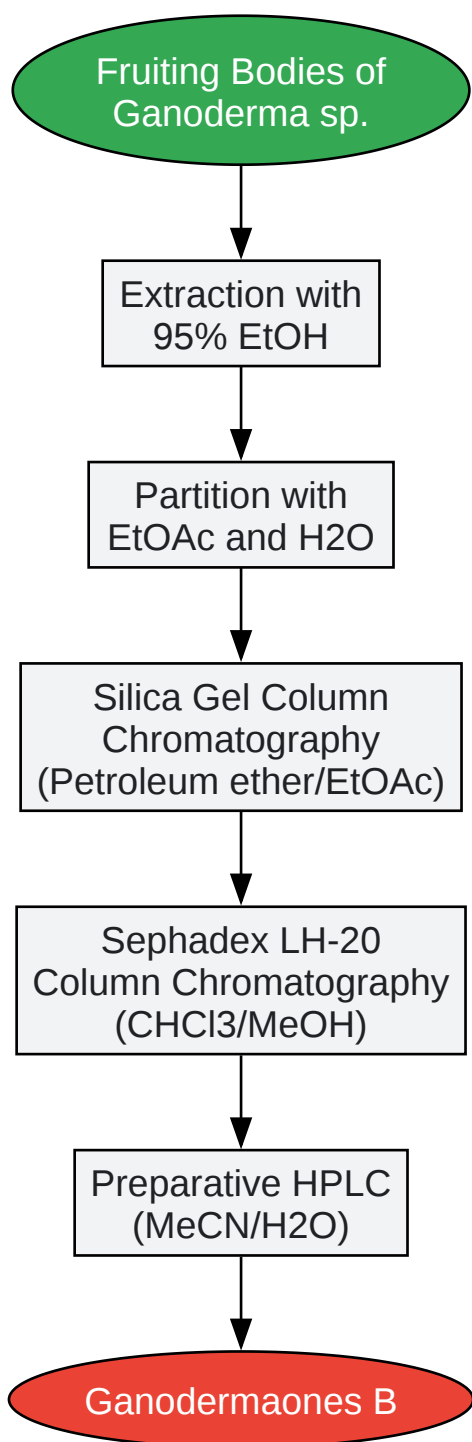 Fruiting Bodies of
Ganoderma sp.
Extraction with
95% EtOH
Partition with
EtOAc and H2O
Silica Gel Column
Chromatography
(Petroleum ether/EtOAc)
Sephadex LH-20
Column Chromatography
(CHCl3/MeOH)
Preparative HPLC
(MeCN/H2O)
Ganodermaones B